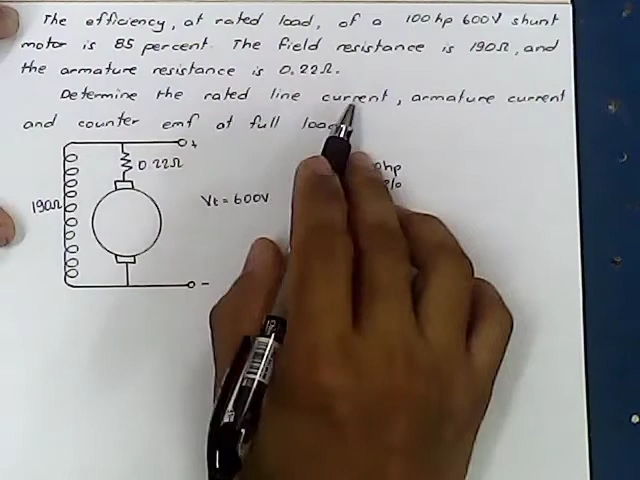 The efficiency, at rated load, of a 100hp 600V shunt
motor is 85 percent. The field resistance is 190Ω, and
the armature resistance is 0.22Ω.
Determine the rated line current, armature current
and counter emf at full load
+
0.22Ω
190Ω
Vt = 600V
-